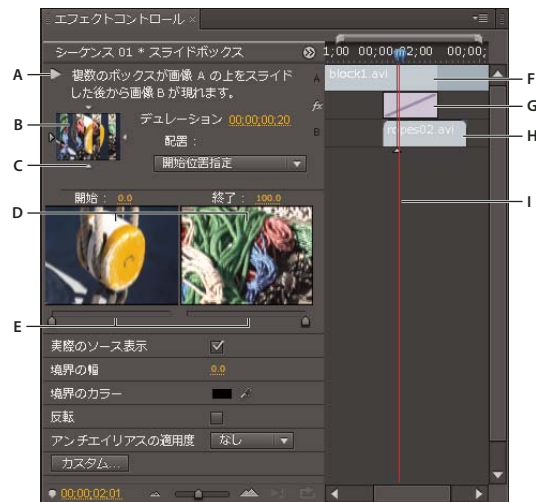 エフェクトコントロール ×
シーケンス 01 * スライドボックス
1;00 00;00;02;00 00;00;
A
複数のボックスが画像 A の上をスライド
した後から画像 B が現れます。
A
block1.avi
F
fx
G
B
デュレーション 00;00;00;20
B
ropes02.avi
H
配置 :
C
開始位置指定
I
開始 : 0.0
終了 : 100.0
D
E
実際のソース表示
境界の幅 0.0
境界のカラー
反転
アンチエイリアスの適用度 なし
カスタム...
00;00;02;01